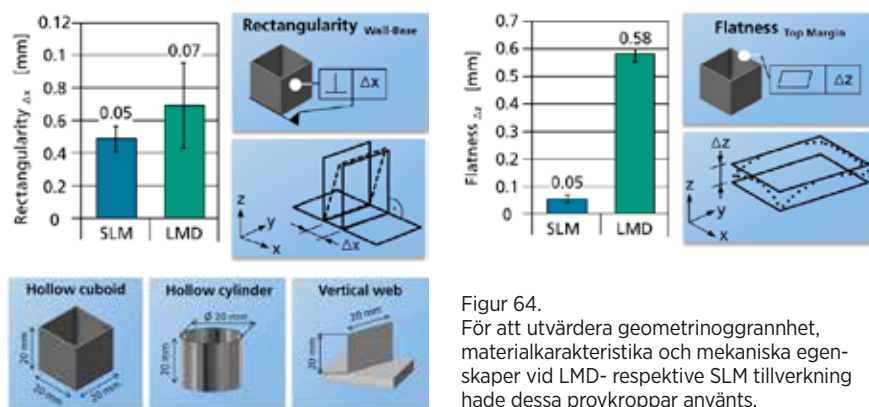 Rectangularity Δx [mm]
0.12
0.1
0.8
0.6
0.4
0.2
0
0.05
0.07
SLM
LMD
Rectangularity Wall-Base
⊥ Δx
z
y
x
Δx
Flatness Δz [mm]
0.7
0.6
0.5
0.4
0.3
0.2
0.1
0
0.05
0.58
SLM
LMD
Flatness Top Margin
Δz
Δz
z
y
x
Hollow cuboid
20 mm
20 mm
20 mm
Hollow cylinder
Ø 20 mm
20 mm
Vertical web
20 mm
20 mm
Figur 64.
För att utvärdera geometrinoggrannhet,
materialkarakteristika och mekaniska egen-
skaper vid LMD- respektive SLM tillverkning
hade dessa provkroppar använts.